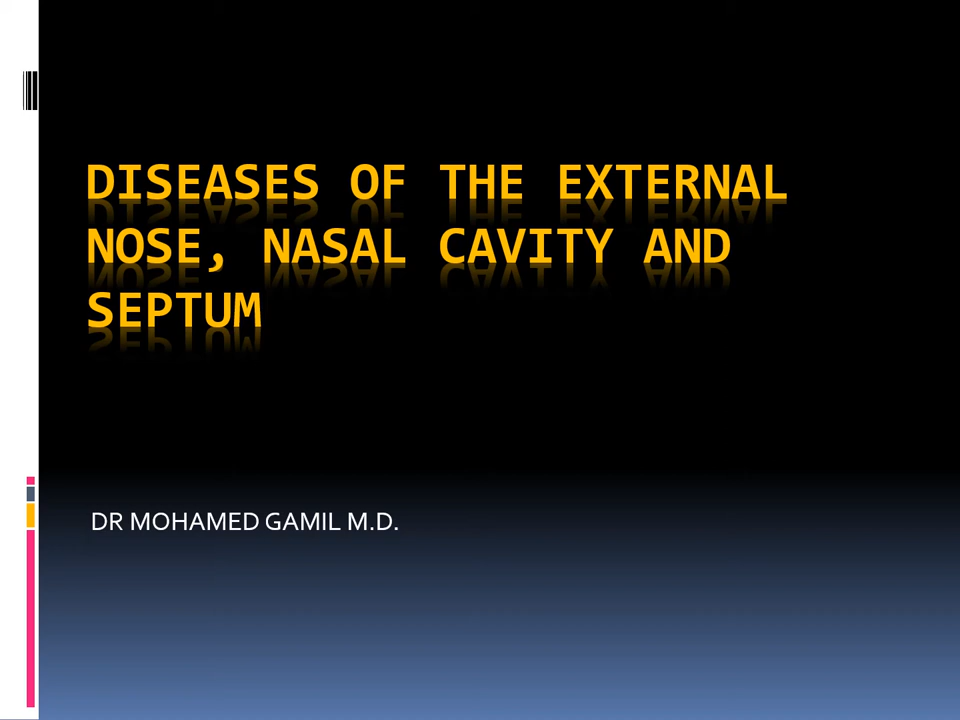 DISEASES OF THE EXTERNAL
NOSE, NASAL CAVITY AND
SEPTUM
DR MOHAMED GAMIL M.D.